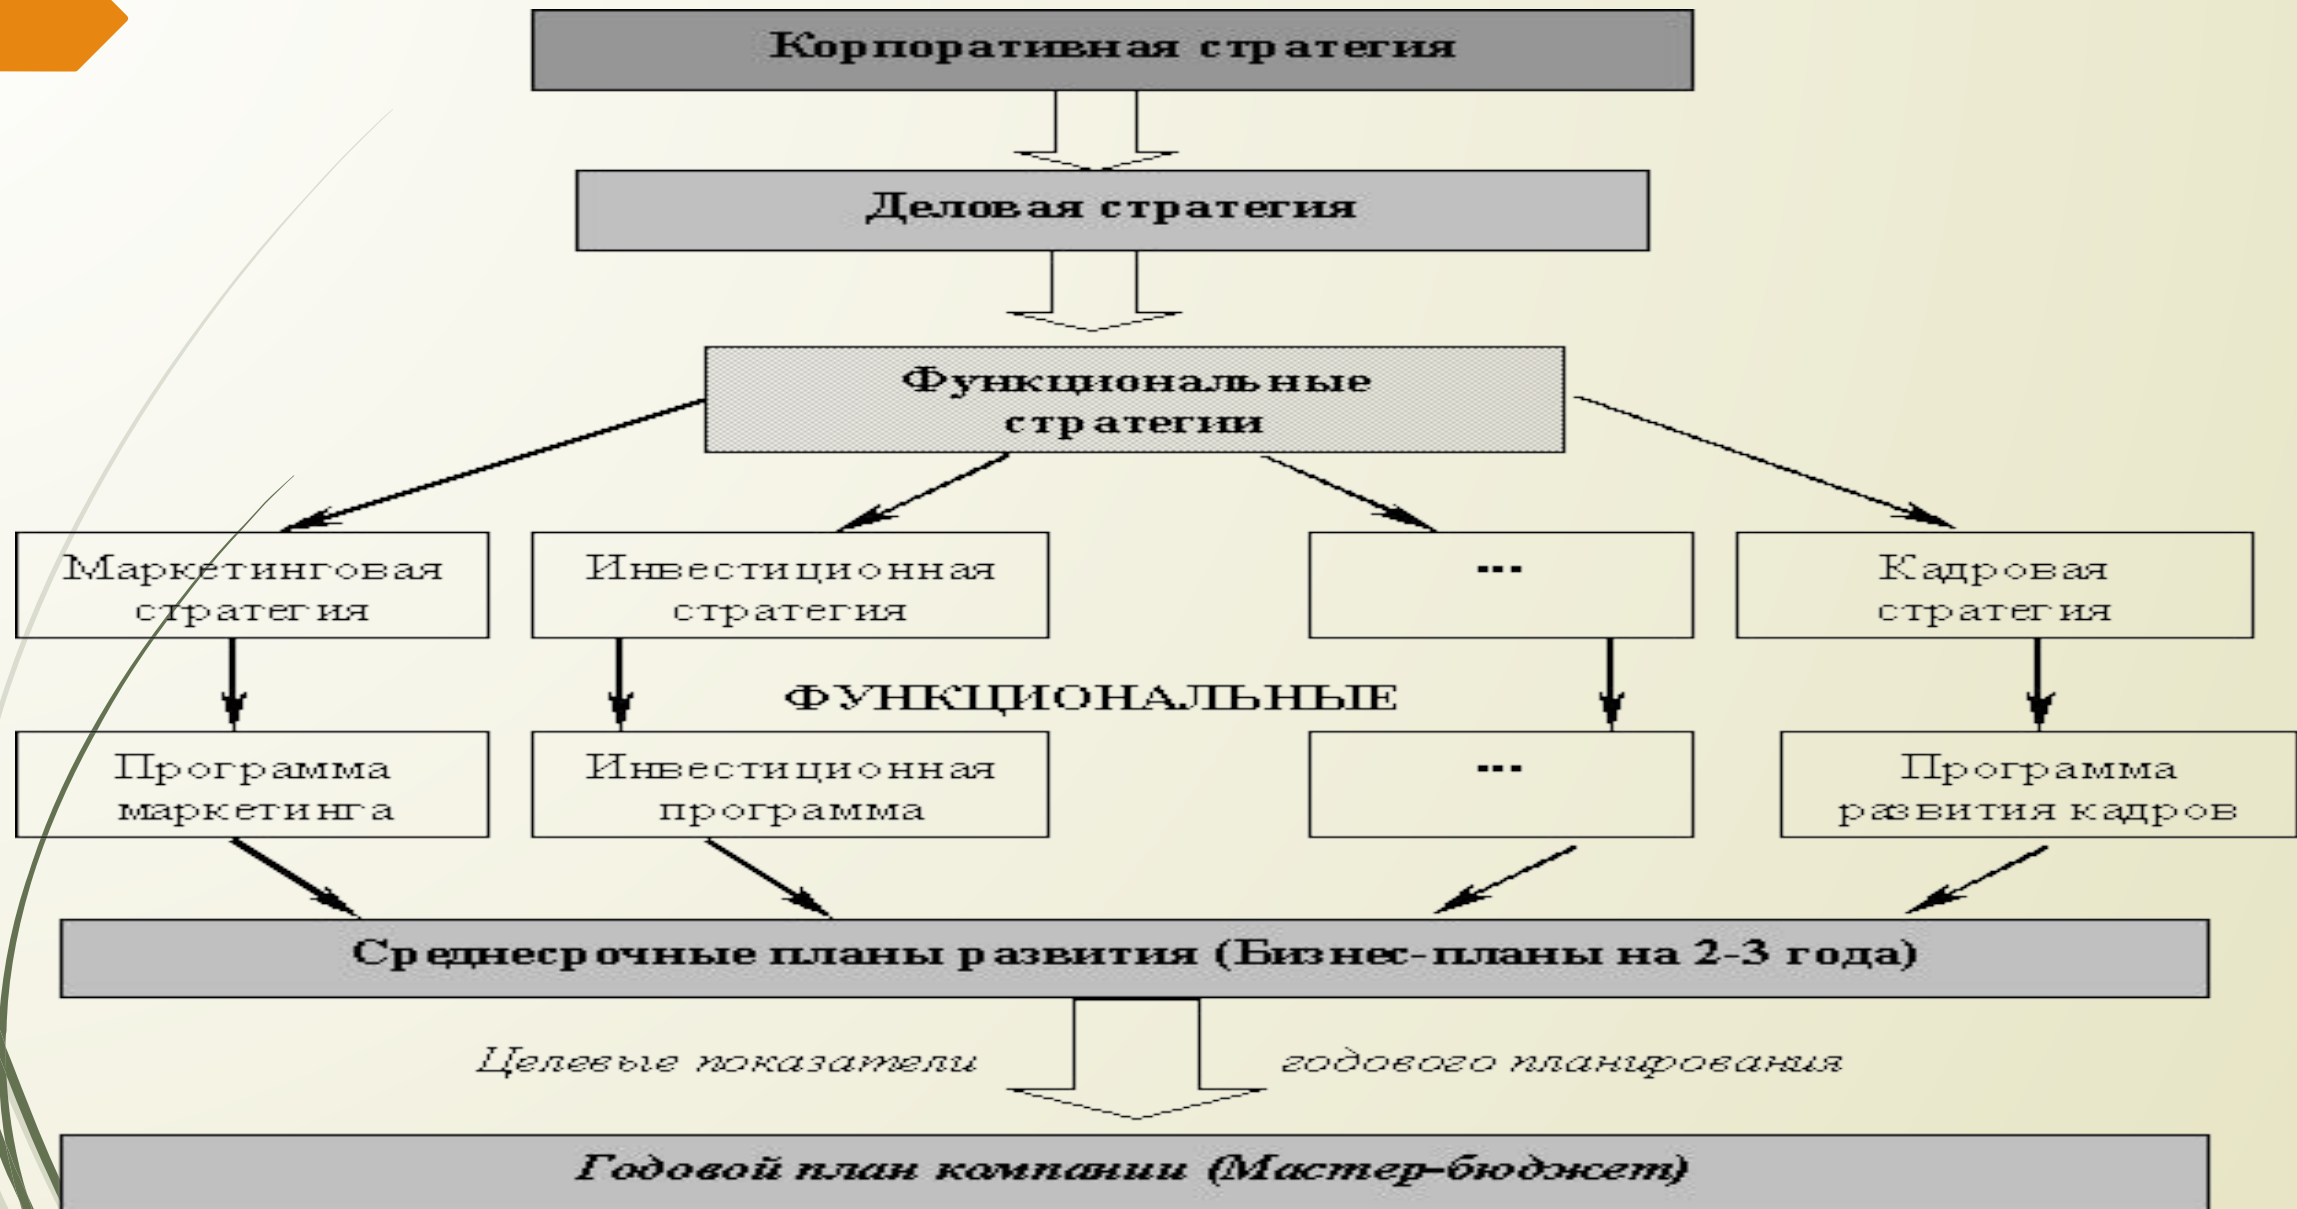 Корпоративная стратегия
Деловая стратегия
Функциональные
стратегии
Маркетинговая
стратегия
Инвестиционная
стратегия
...
Кадровая
стратегия
ФУНКЦИОНАЛЬНЫЕ
Программа
маркетинга
Инвестиционная
программа
...
Программа
развития кадров
Среднесрочные планы развития (Бизнес-планы на 2-3 года)
Целевые показатели годового планирования
Годовой план компании (Мастер-бюджет)